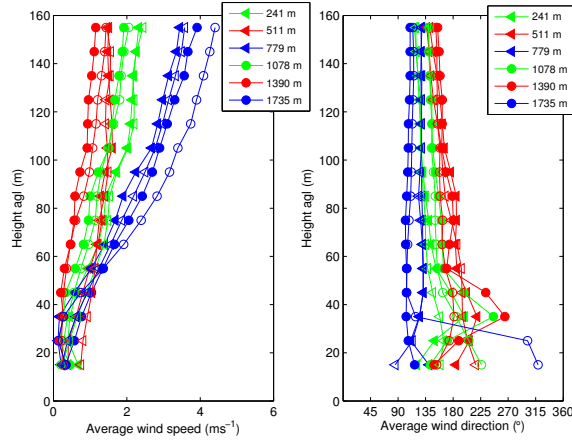 160
140
120
100
80
60
40
20
0
Height agl (m)
0 2 4 6
Average wind speed (ms⁻¹)
241 m
511 m
779 m
1078 m
1390 m
1735 m
160
140
120
100
80
60
40
20
0
Height agl (m)
45 90 135 180 225 270 315 360
Average wind direction (°)
241 m
511 m
779 m
1078 m
1390 m
1735 m